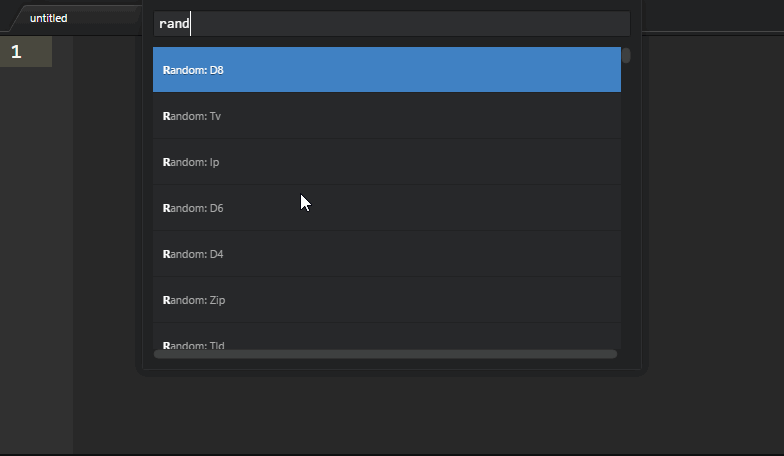 untitled
rand
1
Random: D8
Random: Tv
Random: Ip
Random: D6
Random: D4
Random: Zip
Random: Tld